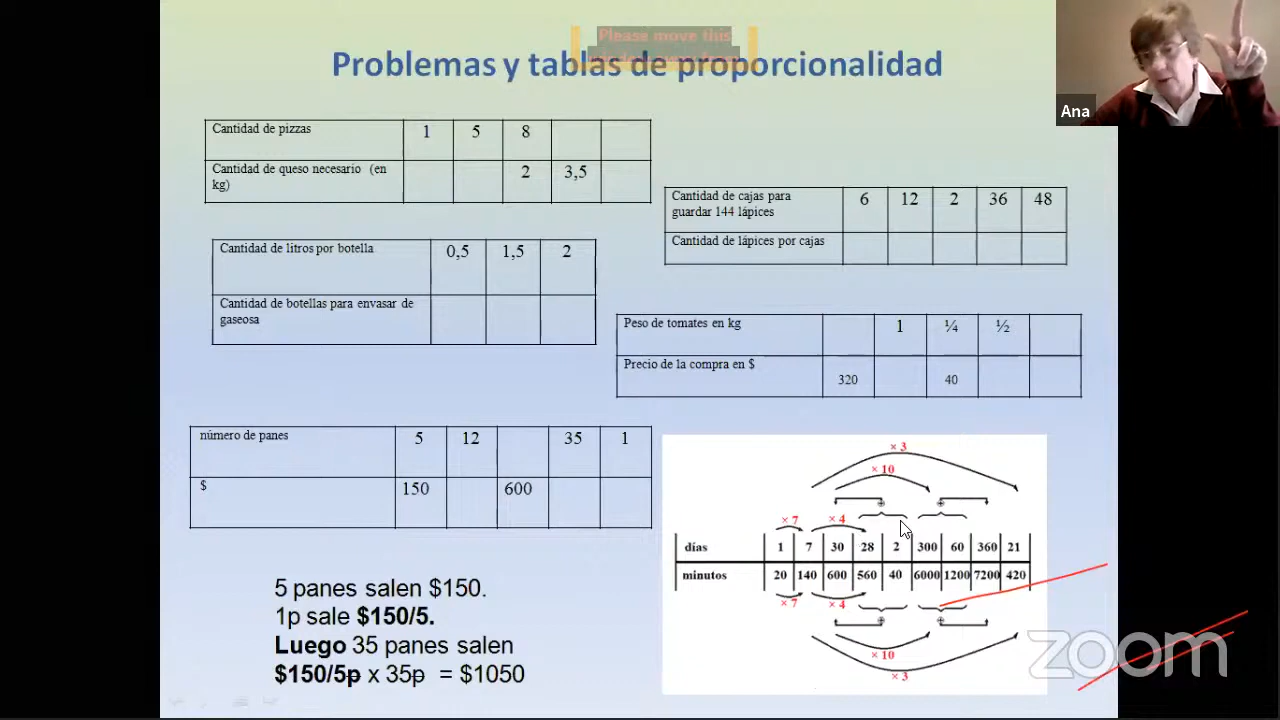 Please move this
Problemas y tablas de proporcionalidad
Ana
Cantidad de pizzas 1 5 8
Cantidad de queso necesario (en kg) 2 3,5
Cantidad de cajas para guardar 144 lápices 6 12 2 36 48
Cantidad de lápices por cajas
Cantidad de litros por botella 0,5 1,5 2
Cantidad de botellas para envasar de gaseosa
Peso de tomates en kg 1 ¼ ½
Precio de la compra en $ 320 40
número de panes 5 12 35 1
$ 150 600
5 panes salen $150.
1p sale $150/5.
Luego 35 panes salen
$150/5p x 35p = $1050
× 3
× 10
+ +
× 7 × 4
días 1 7 30 28 2 300 60 360 21
minutos 20 140 600 560 40 6000 1200 7200 420
× 7 × 4
+ +
× 10
× 3
zoom